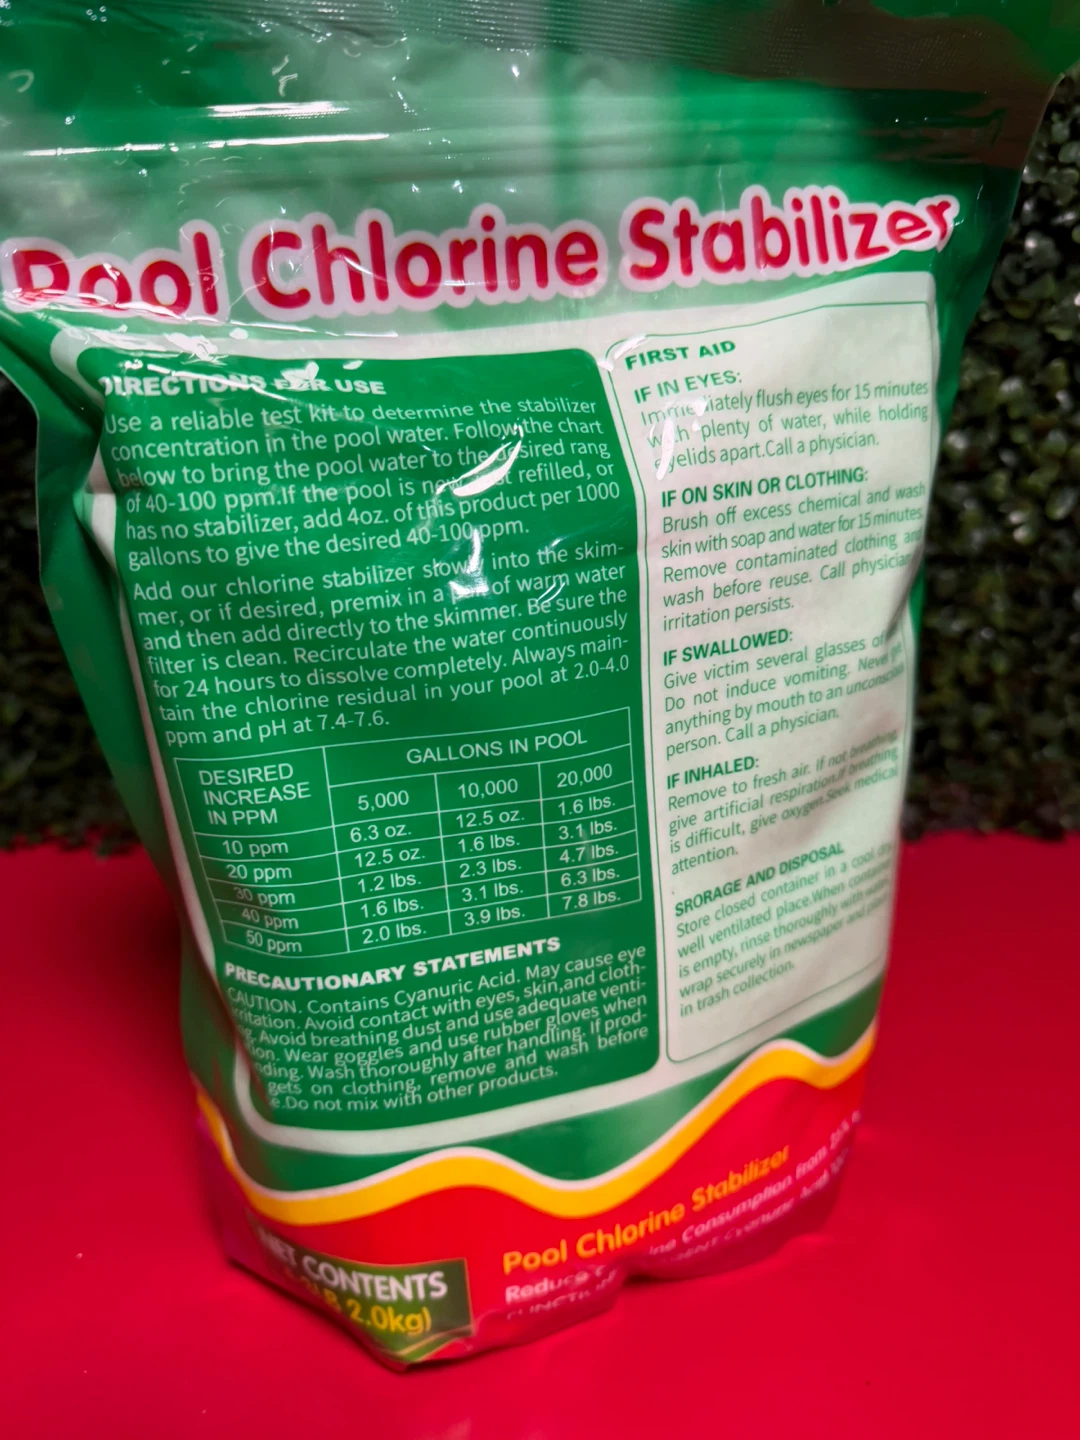 Pool Chlorine Stabilizer
DIRECTIONS FOR USE
Use a reliable test kit to determine the stabilizer
concentration in the pool water. Follow the chart
below to bring the pool water to the desired rang
of 40-100 ppm.If the pool is new refilled, or
has no stabilizer, add 4oz. of this product per 1000
gallons to give the desired 40-100 ppm.
Add our chlorine stabilizer slowly into the skim-
mer, or if desired, premix in a of warm water
and then add directly to the skimmer. Be sure the
filter is clean. Recirculate the water continuously
for 24 hours to dissolve completely. Always main-
tain the chlorine residual in your pool at 2.0-4.0
ppm and pH at 7.4-7.6.
DESIRED INCREASE IN PPM GALLONS IN POOL
5,000 10,000 20,000
10 ppm 6.3 oz. 12.5 oz. 1.6 lbs.
20 ppm 12.5 oz. 1.6 lbs. 3.1 lbs.
30 ppm 1.2 lbs. 2.3 lbs. 4.7 lbs.
40 ppm 1.6 lbs. 3.1 lbs. 6.3 lbs.
50 ppm 2.0 lbs. 3.9 lbs. 7.8 lbs.
PRECAUTIONARY STATEMENTS
CAUTION. Contains Cyanuric Acid. May cause eye
irritation. Avoid contact with eyes, skin,and cloth-
Avoid breathing dust and use adequate venti-
Wear goggles and use rubber gloves when
Wash thoroughly after handling. If prod-
gets on clothing, remove and wash before
Do not mix with other products.
FIRST AID
IF IN EYES:
Immediately flush eyes for 15 minutes
with plenty of water, while holding
eyelids apart.Call a physician.
IF ON SKIN OR CLOTHING:
Brush off excess chemical and wash
skin with soap and water for 15 minutes.
Remove contaminated clothing and
wash before reuse. Call physician
irritation persists.
IF SWALLOWED:
Give victim several glasses of
Do not induce vomiting. Never
anything by mouth to an unconscious
person. Call a physician.
IF INHALED:
Remove to fresh air. If not breathing,
give artificial respiration.If breathing
is difficult, give oxygen.Seek medical
attention.
SRORAGE AND DISPOSAL
Store closed container in a cool dry
well ventilated place.When container
is empty, rinse thoroughly with water
wrap securely in newspaper and
in trash collection.
NET CONTENTS
2.0kg)
Pool Chlorine Stabilizer
Reduce Consumption From